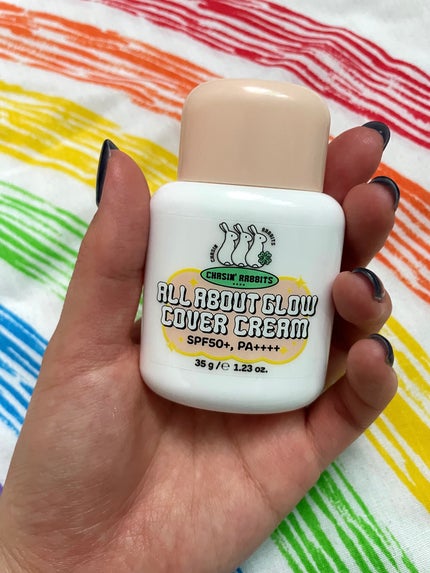 CHASIN RABBITS
CHASIN' RABBITS
ALL ABOUT GLOW
COVER CREAM
SPF50+, PA++++
35 g / ℮ 1.23 oz.